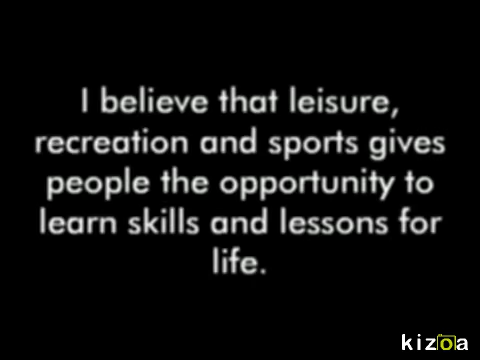 I believe that leisure,
recreation and sports gives
people the opportunity to
learn skills and lessons for
life.
kizoa